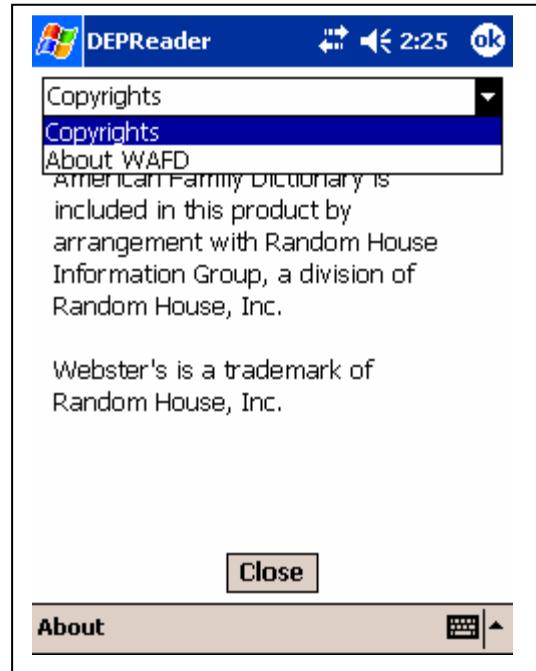 DEPReader 2:25 ok
Copyrights
Copyrights
About WAFD
American Family Dictionary is
included in this product by
arrangement with Random House
Information Group, a division of
Random House, Inc.
Webster's is a trademark of
Random House, Inc.
Close
About